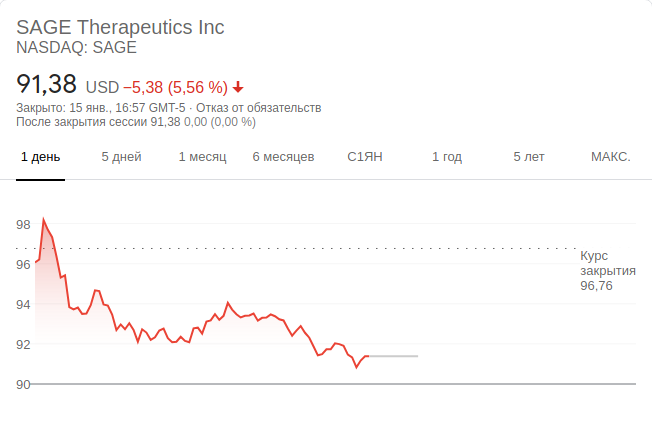 SAGE Therapeutics Inc
NASDAQ: SAGE
91,38 USD −5,38 (5,56 %)
Закрыто: 15 янв., 16:57 GMT-5 · Отказ от обязательств
После закрытия сессии 91,38 0,00 (0,00 %)
1 день 5 дней 1 месяц 6 месяцев С1ЯН 1 год 5 лет МАКС.
98
96
94
92
90
Курс
закрытия
96,76